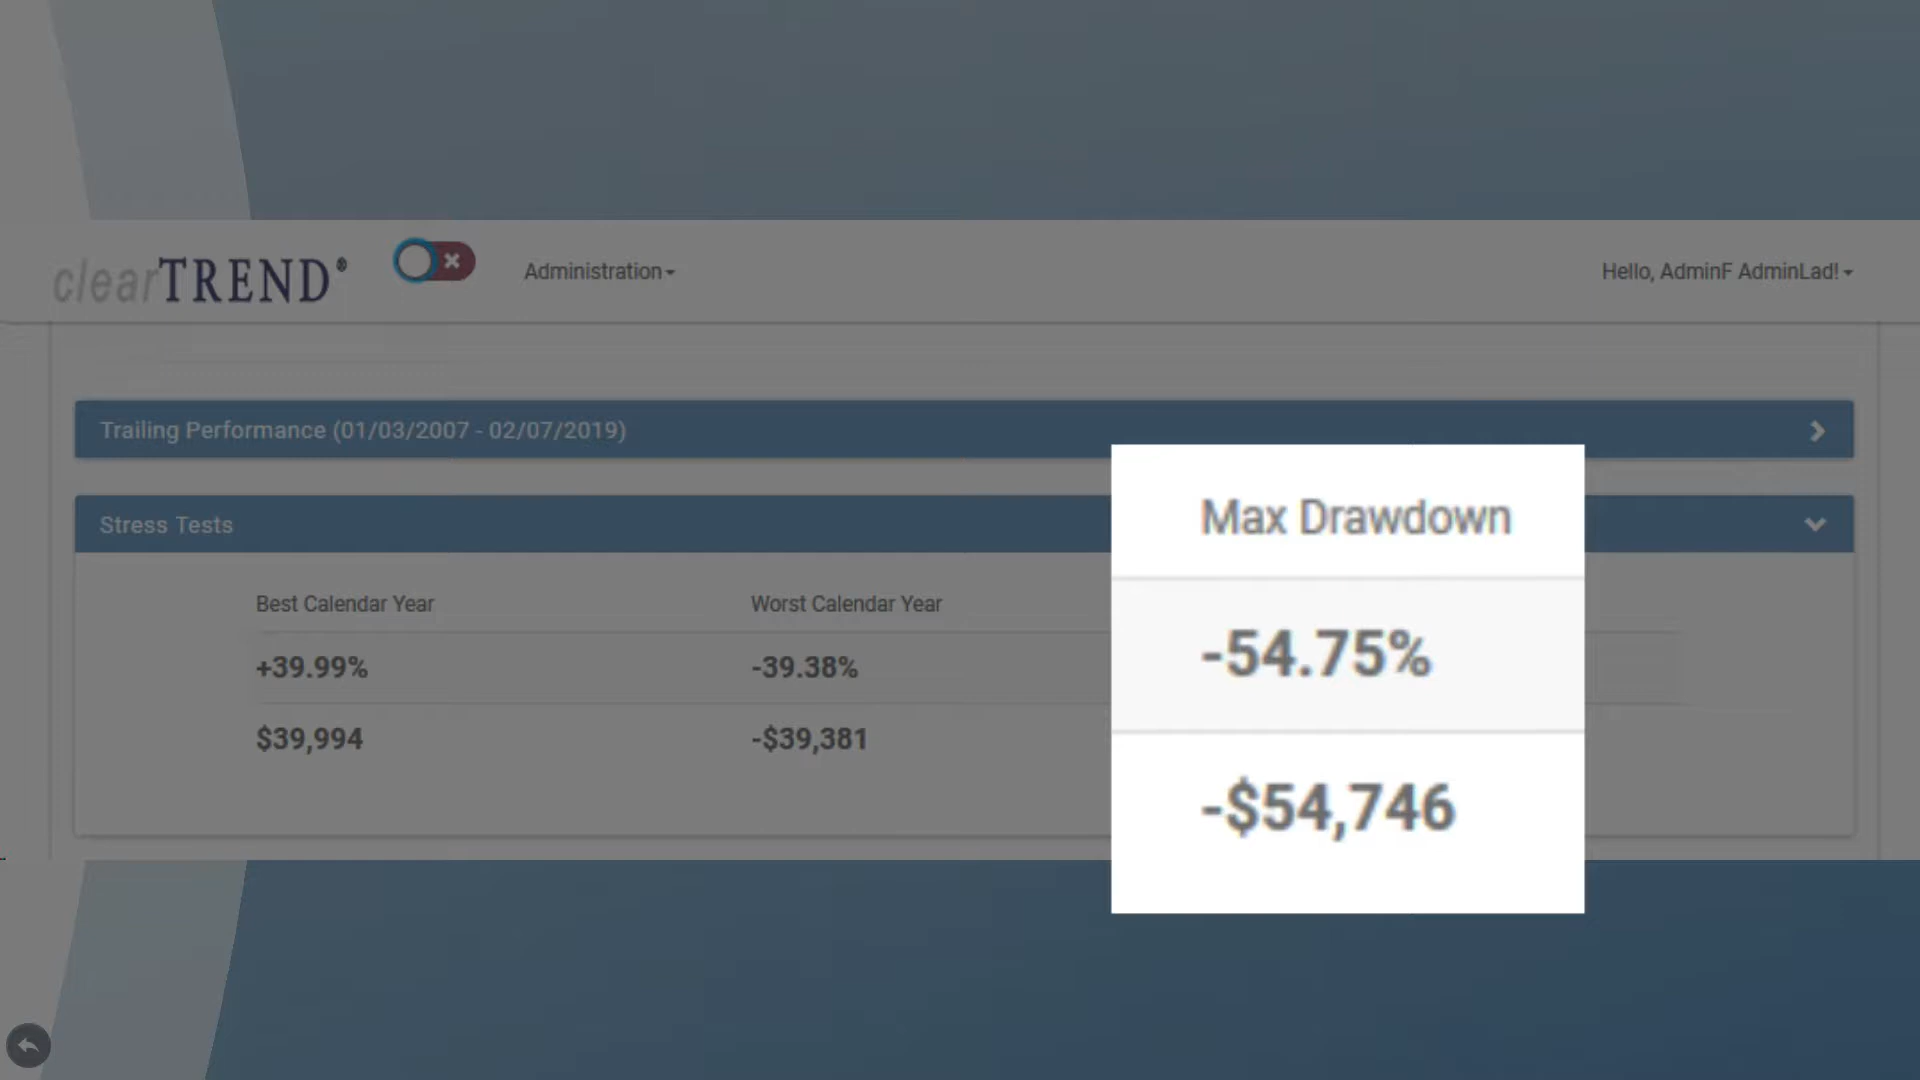 clearTREND®
Administration
Hello, AdminF AdminLad!
Trailing Performance (01/03/2007 - 02/07/2019)
Stress Tests
Best Calendar Year
Worst Calendar Year
Max Drawdown
+39.99%
-39.38%
-54.75%
$39,994
-$39,381
-$54,746